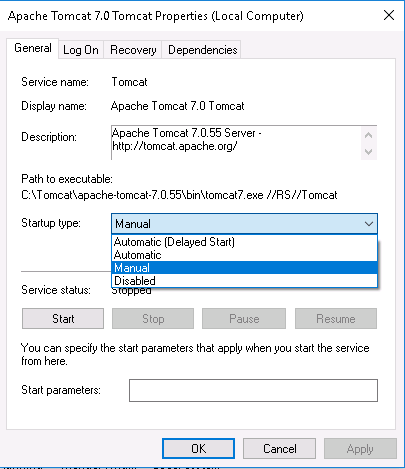 Apache Tomcat 7.0 Tomcat Properties (Local Computer)
General Log On Recovery Dependencies
Service name: Tomcat
Display name: Apache Tomcat 7.0 Tomcat
Description: Apache Tomcat 7.0.55 Server -
http://tomcat.apache.org/
Path to executable:
C:\Tomcat\apache-tomcat-7.0.55\bin\tomcat7.exe //RS//Tomcat
Startup type: Manual
Automatic (Delayed Start)
Automatic
Manual
Disabled
Service status: Stopped
Start Stop Pause Resume
You can specify the start parameters that apply when you start the service
from here.
Start parameters:
OK Cancel Apply